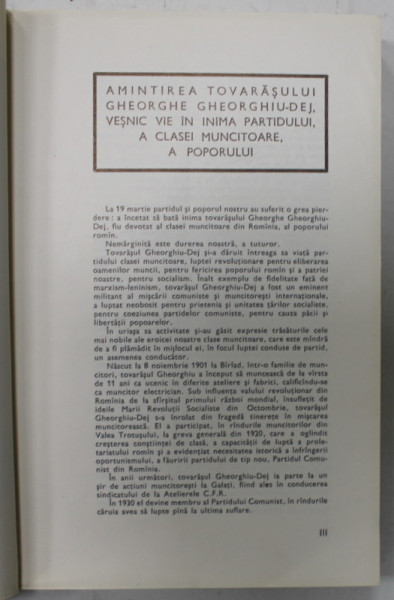 AMINTIREA TOVARĂȘULUI
GHEORGHE GHEORGHIU-DEJ,
VEȘNIC VIE ÎN INIMA PARTIDULUI,
A CLASEI MUNCITOARE,
A POPORULUI
La 19 martie partidul și poporul nostru au suferit o grea pier-
dere : a încetat să bată inima tovarășului Gheorghe Gheorghiu-
Dej, fiu devotat al clasei muncitoare din Romînia, al poporului
romîn.
Nemărginită este durerea noastră, a tuturor.
Tovarășul Gheorghiu-Dej și-a dăruit întreaga sa viață parti-
dului clasei muncitoare, luptei revoluționare pentru eliberarea
oamenilor muncii, pentru fericirea poporului romîn și a patriei
noastre, pentru socialism. Înalt exemplu de fidelitate față de
marxism-leninism, tovarășul Gheorghiu-Dej a fost un eminent
militant al mișcării comuniste și muncitorești internaționale,
a luptat neobosit pentru prietenia și unitatea țărilor socialiste,
pentru coeziunea partidelor comuniste, pentru cauza păcii și
libertății popoarelor.
În uriașa sa activitate și-au găsit expresie trăsăturile cele
mai nobile ale eroicei noastre clase muncitoare, care este mîndră
de a fi plămădit în mijlocul ei, în focul luptei conduse de partid,
un asemenea conducător.
Născut la 8 noiembrie 1901 la Bîrlad, într-o familie de mun-
citori, tovarășul Gheorghiu a început să muncească de la vîrsta
de 11 ani ca ucenic în diferite ateliere și fabrici, calificîndu-se
ca muncitor electrician. Sub influența valului revoluționar din
Romînia de la sfîrșitul primului război mondial, însuflețit de
ideile Marii Revoluții Socialiste din Octombrie, tovarășul
Gheorghiu-Dej s-a înrolat din fragedă tinerețe în mișcarea
muncitorească. El a participat, în rîndurile muncitorilor din
Valea Trotușului, la greva generală din 1920, care a oglindit
creșterea conștiinței de clasă, a capacității de luptă a prole-
tariatului romîn și a evidențiat necesitatea istorică a înfrîngerii
oportunismului, a făuririi partidului de tip nou, Partidul Comu-
nist din Romînia.
În anii următori, tovarășul Gheorghiu-Dej ia parte la un
șir de acțiuni muncitorești la Galați, fiind ales în conducerea
sindicatului de la Atelierele C.F.R.
În 1930 el devine membru al Partidului Comunist, în rîndurile
căruia avea să lupte pînă la ultima suflare.
III